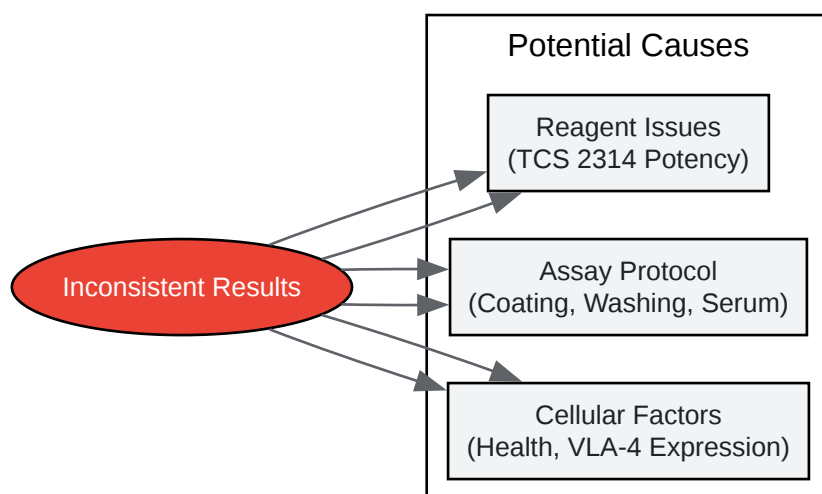 Potential Causes
Reagent Issues
(TCS 2314 Potency)
Inconsistent Results
Assay Protocol
(Coating, Washing, Serum)
Cellular Factors
(Health, VLA-4 Expression)